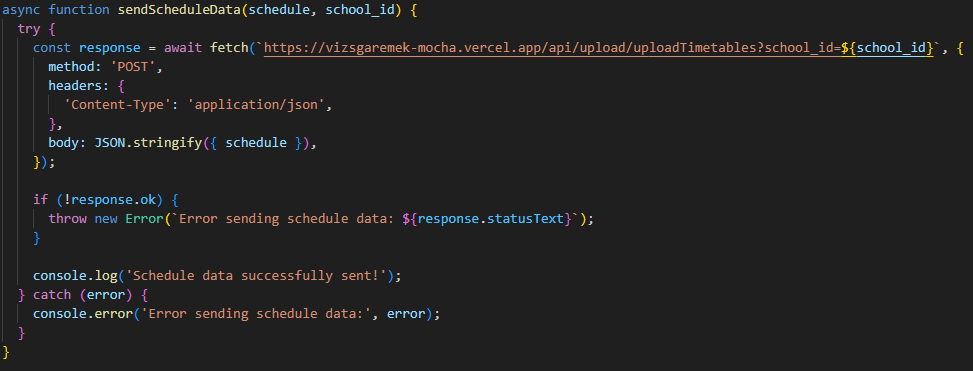 async function sendScheduleData(schedule, school_id) {
  try {
    const response = await fetch(`https://vizsgaremek-mocha.vercel.app/api/upload/uploadTimetables?school_id=${school_id}`, {
      method: 'POST',
      headers: {
        'Content-Type': 'application/json',
      },
      body: JSON.stringify({ schedule }),
    });

    if (!response.ok) {
      throw new Error(`Error sending schedule data: ${response.statusText}`);
    }

    console.log('Schedule data successfully sent!');
  } catch (error) {
    console.error('Error sending schedule data:', error);
  }
}